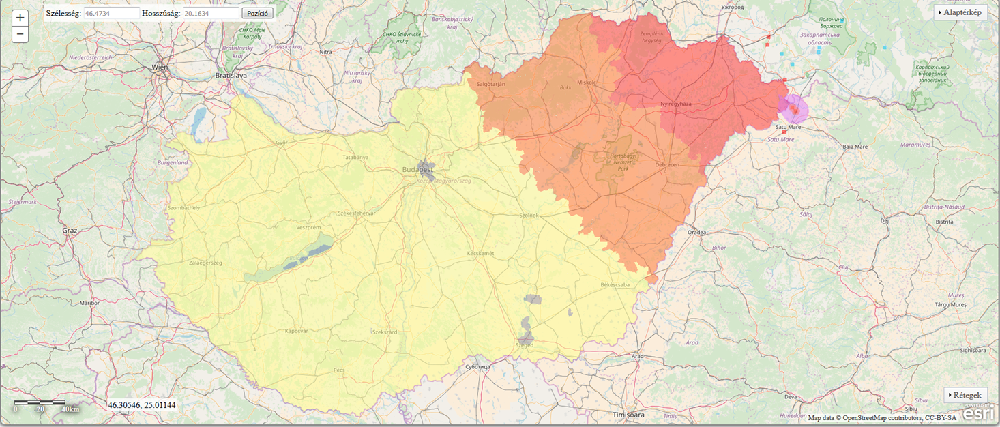 +
−
Szélesség: 46.4734 Hosszúság: 20.1634 Pozíció
Alaptérkép
Ужгород
Banskobystrický
kraj
CHKO Malé
Karpaty
CHKO Štiavnické
vrchy
Полонина
Боржава
Закарпатська
область
Bratislavský
kraj
Trnavský kraj
Nitra
Niederösterreich
Zempléni-
hegység
Wien
Bratislava
Nitriansky
kraj
Карпатський
біосферний
заповідник
Salgótarján
Miskolc
Bükk
Nyíregyháza
Satu Mare
Satu Mare
Győr
Baia Mare
Maramureș
Tatabánya
Burgenland
Budapest
Közép-Magyarország
Hortobágyi
Nemzeti
Park
Debrecen
Steiermark
Szombathely
Székesfehérvár
Szolnok
Sălaj
Bistrița-Năsăud
Dej
Bistrița
Graz
Veszprém
Oradea
Bihor
Zalaegerszeg
Kecskemét
Cluj
Békéscsaba
Maribor
Mureș
Târgu Mureș
Kaposvár
Szekszárd
Szeged
Arad
Arad
Alba
Sighișoara
Pécs
Суботица
Deva
Sibiu
Sibiu
Hunedoara
Timișoara
Timiș
Rétegek
0 20 40km
46.30546, 25.01144
Map data © OpenStreetMap contributors, CC-BY-SA
POWERED BY
esri